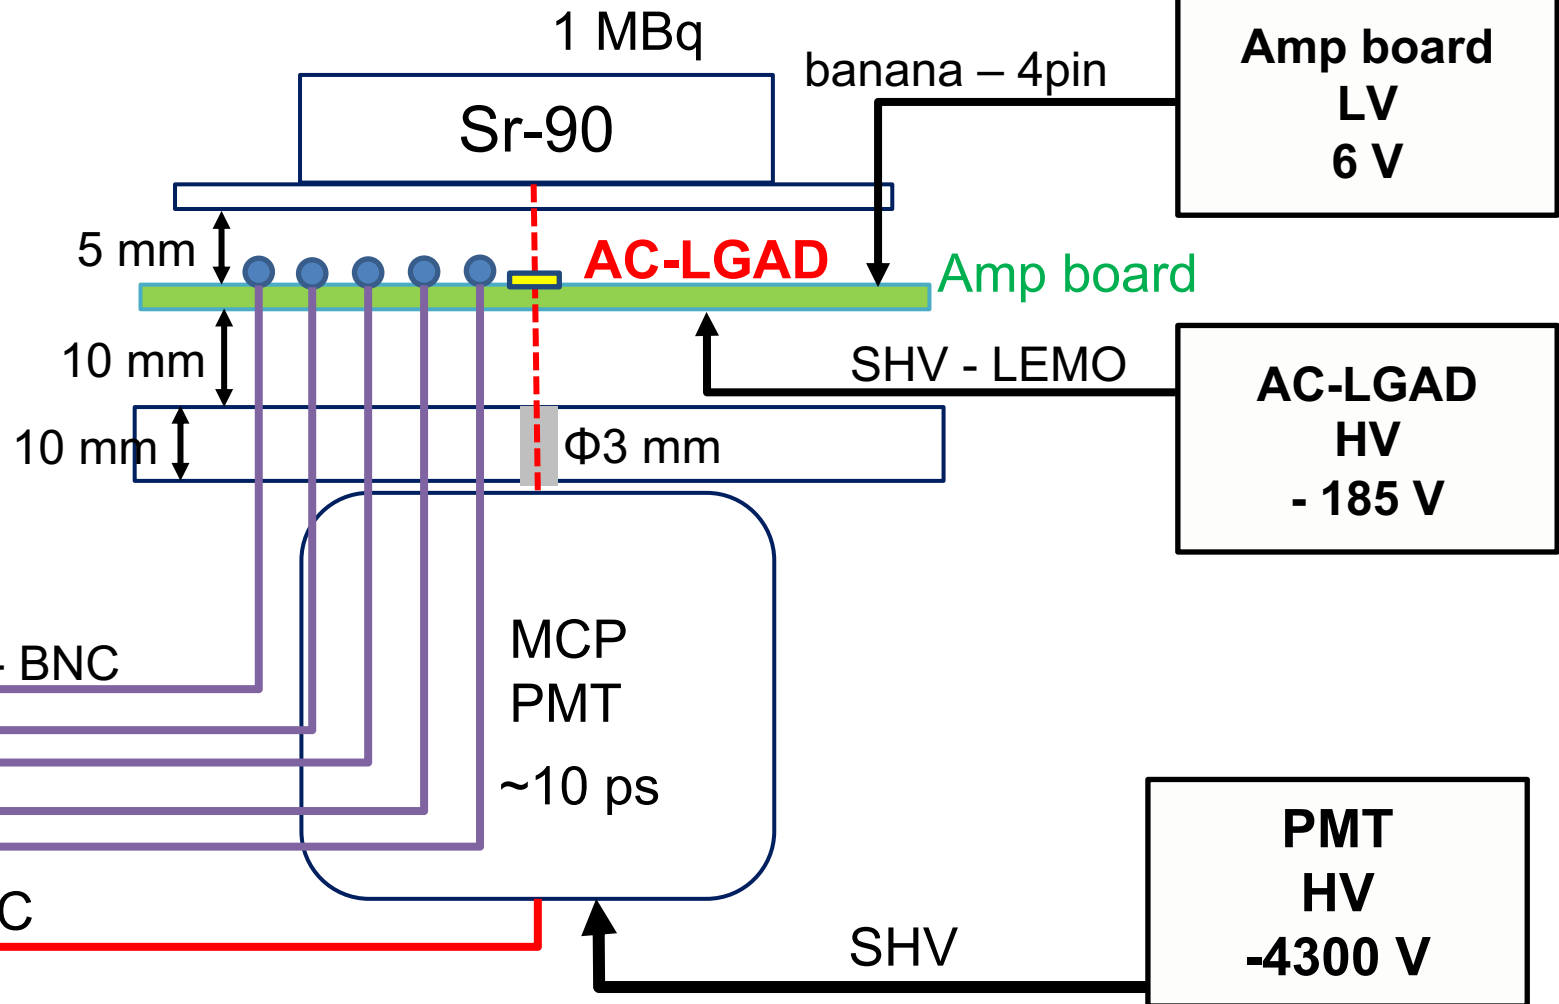 1 MBq
Sr-90
banana – 4pin
Amp board
LV
6 V
5 mm
AC-LGAD
Amp board
10 mm
SHV - LEMO
AC-LGAD
HV
- 185 V
10 mm
Φ3 mm
- BNC
MCP
PMT
~10 ps
C
SHV
PMT
HV
-4300 V